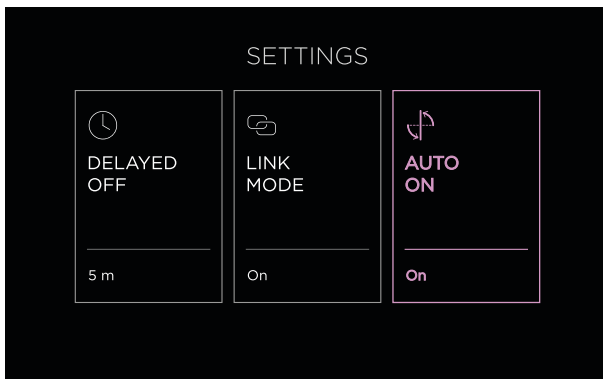 SETTINGS
DELAYED
OFF
5 m
LINK
MODE
On
AUTO
ON
On